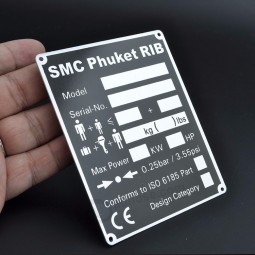 SMC Phuket RIB
Model
Serial-No.
≤ +
+ + = kg ( ) lbs
Max Power KW HP
0.25bar / 3.55psi
Conforms to ISO 6185 Part
Design Category
CE